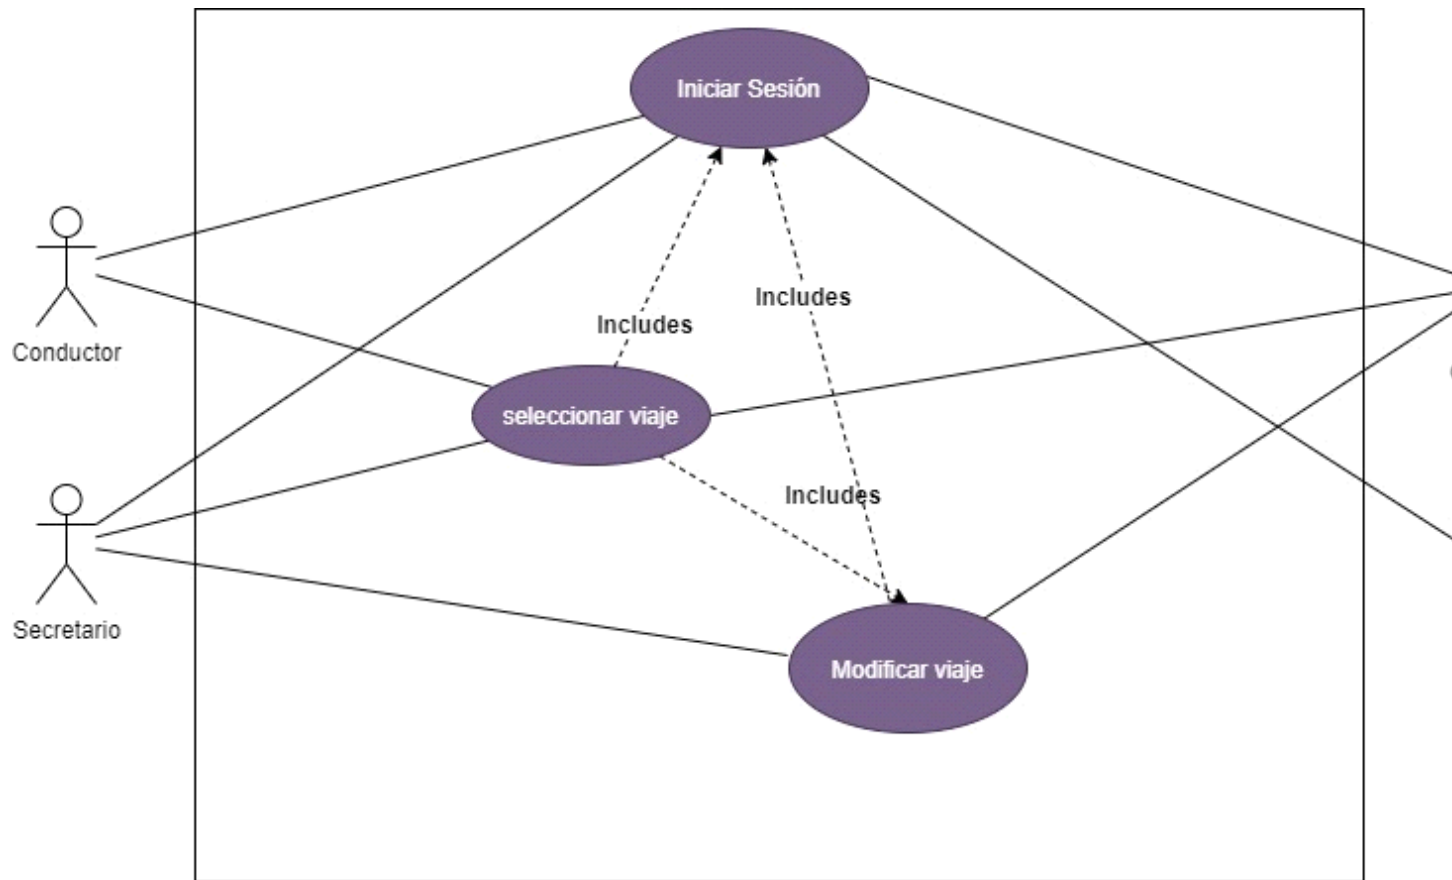 Iniciar Sesión
Includes
Includes
Conductor
seleccionar viaje
Includes
Secretario
Modificar viaje